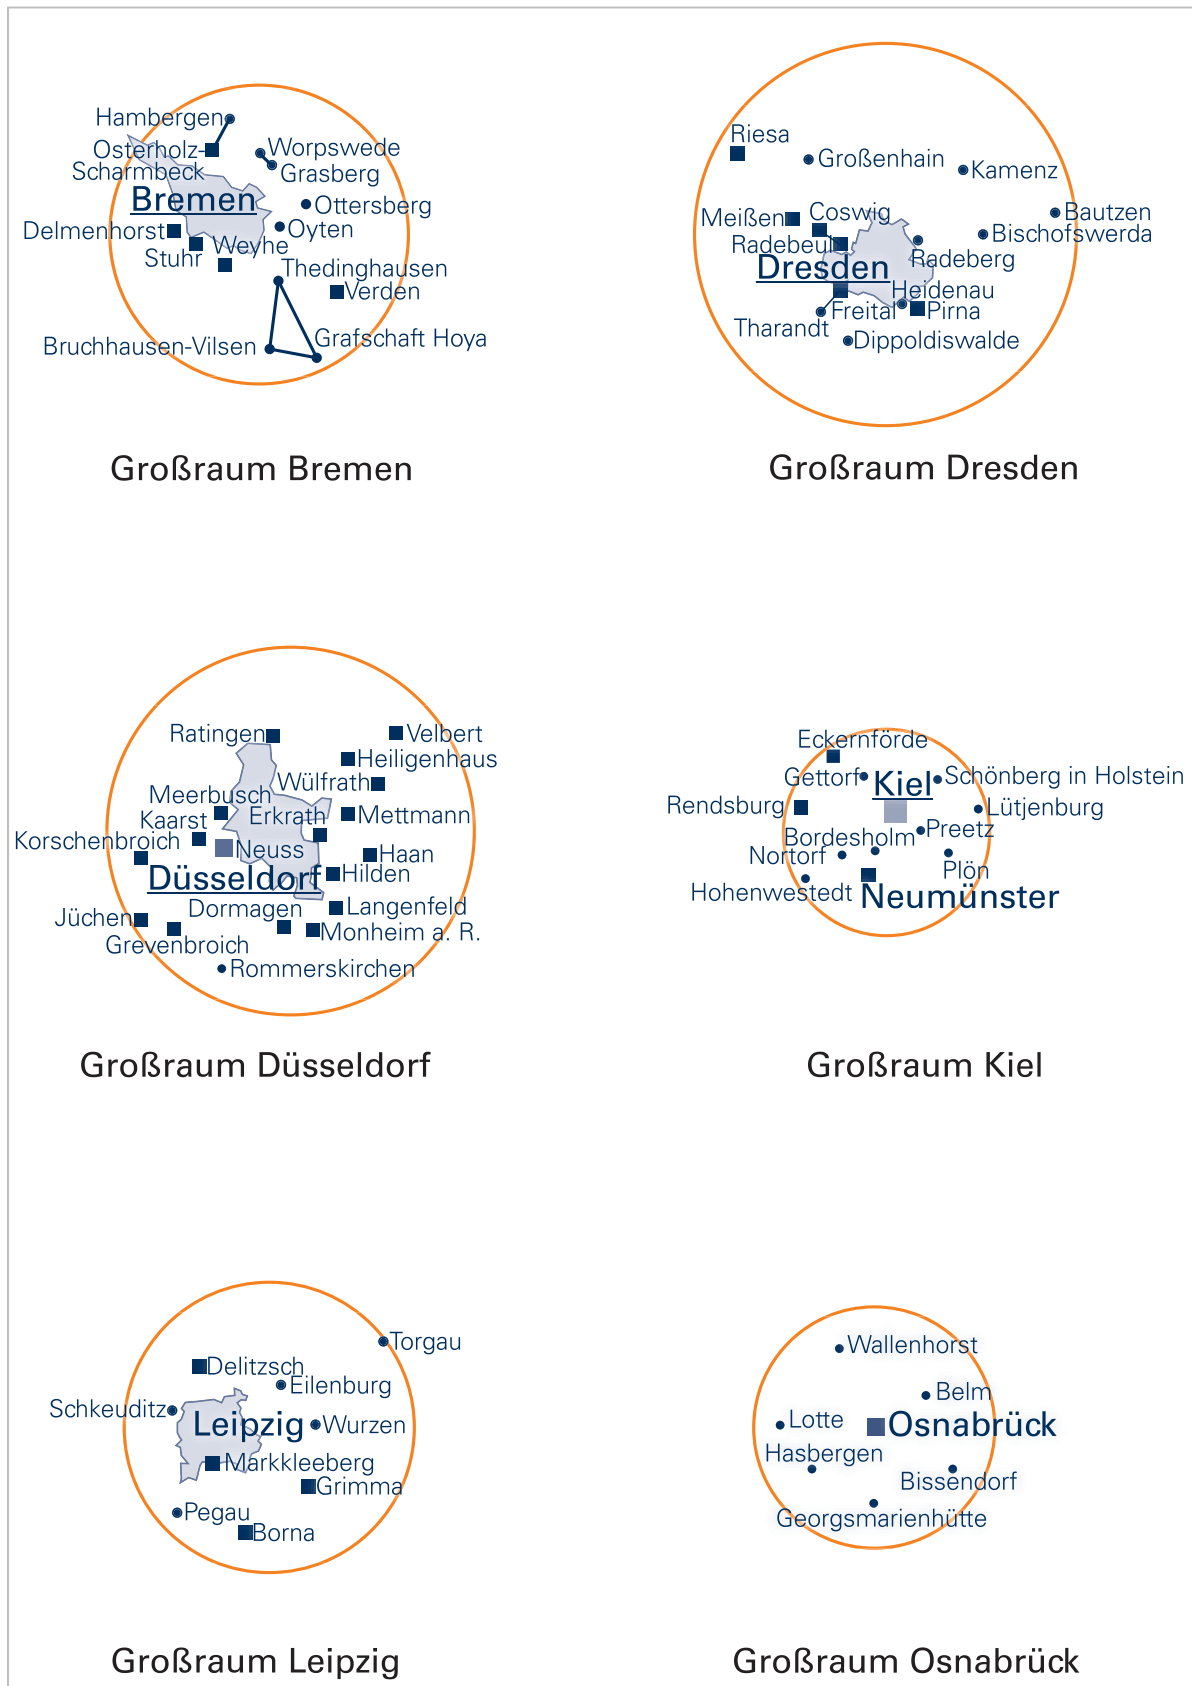 Hambergen
Osterholz-
Scharmbeck
Worpswede
Grasberg
Bremen
Ottersberg
Delmenhorst
Oyten
Stuhr
Weyhe
Thedinghausen
Verden
Bruchhausen-Vilsen
Grafschaft Hoya
Großraum Bremen
Riesa
Großenhain
Kamenz
Meißen
Coswig
Bautzen
Radebeul
Bischofswerda
Radeberg
Dresden
Heidenau
Freital
Pirna
Tharandt
Dippoldiswalde
Großraum Dresden
Ratingen
Velbert
Heiligenhaus
Wülfrath
Meerbusch
Kaarst
Erkrath
Mettmann
Korschenbroich
Neuss
Haan
Düsseldorf
Hilden
Jüchen
Dormagen
Langenfeld
Grevenbroich
Monheim a. R.
Rommerskirchen
Großraum Düsseldorf
Eckernförde
Gettorf
Kiel
Schönberg in Holstein
Rendsburg
Lütjenburg
Bordesholm
Preetz
Nortorf
Plön
Hohenwestedt
Neumünster
Großraum Kiel
Torgau
Delitzsch
Eilenburg
Schkeuditz
Leipzig
Wurzen
Markkleeberg
Grimma
Pegau
Borna
Großraum Leipzig
Wallenhorst
Belm
Lotte
Osnabrück
Hasbergen
Bissendorf
Georgsmarienhütte
Großraum Osnabrück